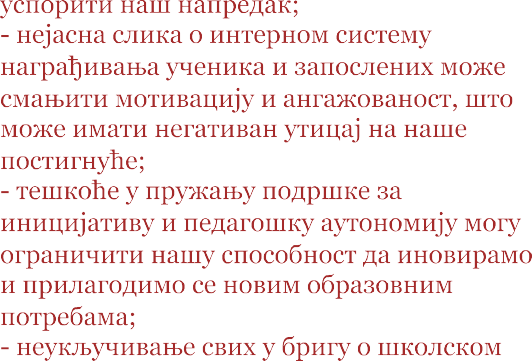 успорити наш напредак;
- нејасна слика о интерном систему
награђивања ученика и запослених може
смањити мотивацију и ангажованост, што
може имати негативан утицај на наше
постигнуће;
- тешкоће у пружању подршке за
иницијативу и педагошку аутономију могу
ограничити нашу способност да иновирамо
и прилагодимо се новим образовним
потребама;
- неукључивање свих у бригу о школском